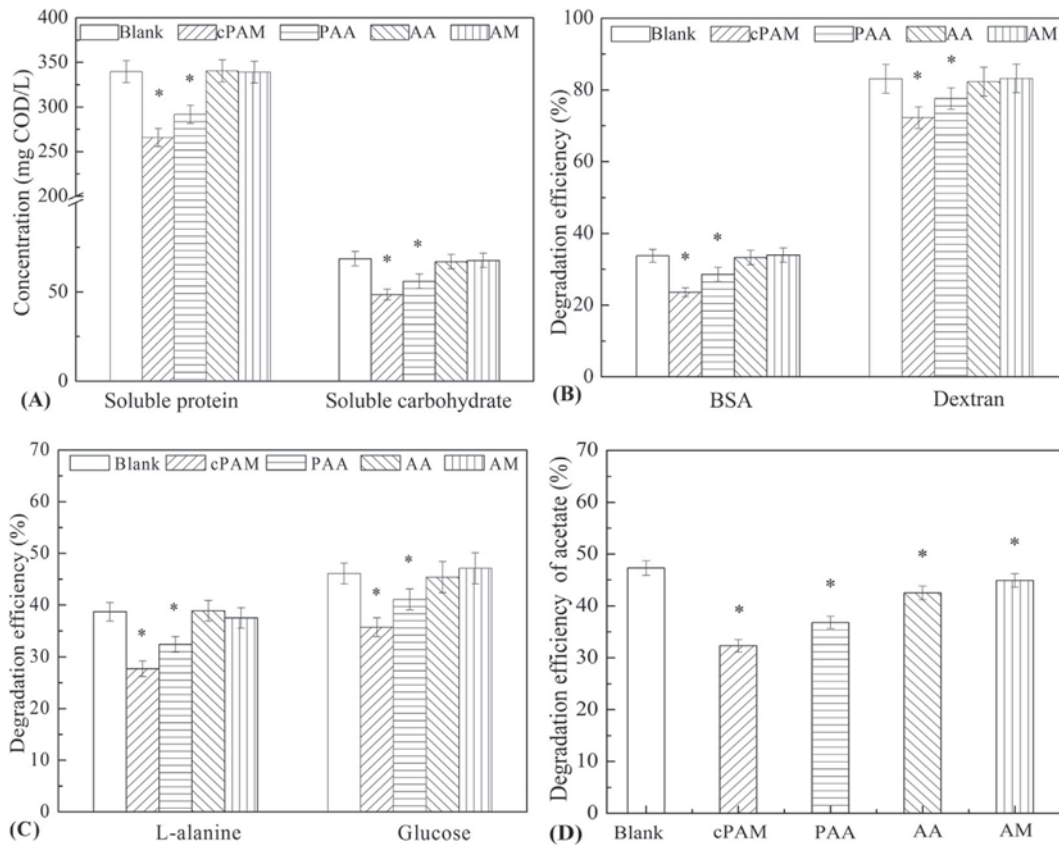 Blank cPAM PAA AA AM
Concentration (mg COD/L)
400
350
300
250
200
50
0
* * * *
Soluble protein Soluble carbohydrate
(A)
Blank cPAM PAA AA AM
Degradation efficiency (%)
100
80
60
40
20
0
* * * *
BSA Dextran
(B)
Blank cPAM PAA AA AM
Degradation efficiency (%)
70
60
50
40
30
20
10
0
* * * *
L-alanine Glucose
(C)
Degradation efficiency of acetate (%)
70
60
50
40
30
20
10
0
* * * *
Blank cPAM PAA AA AM
(D)